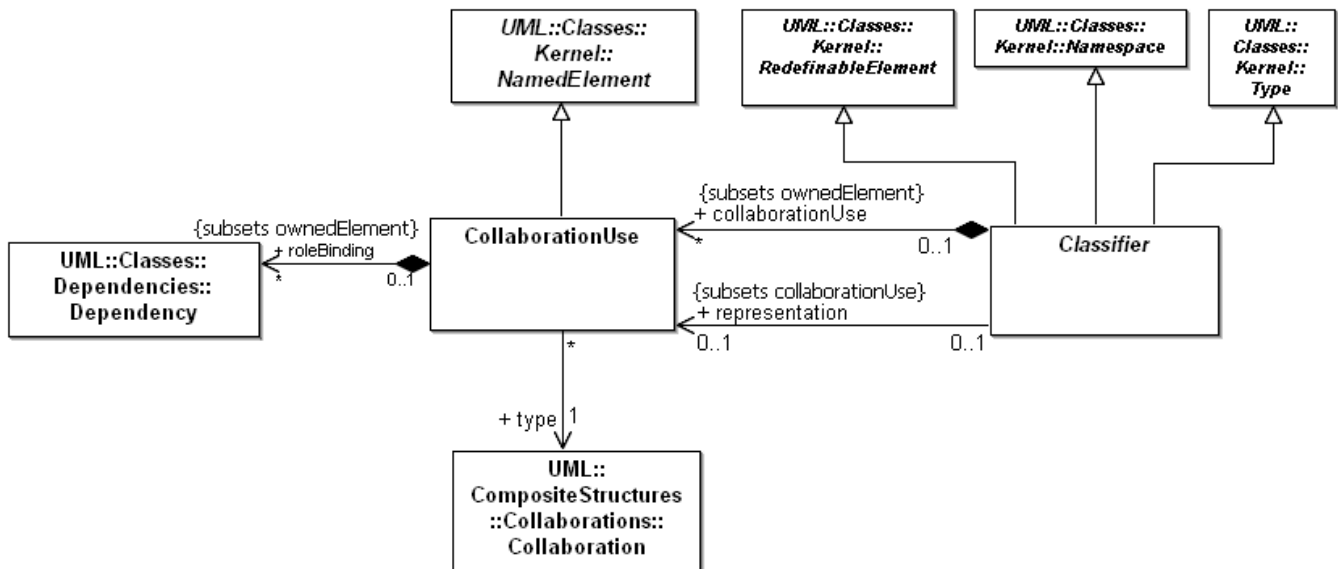 UML::Classes::
Kernel::
NamedElement
UML::Classes:
Kernel::
RedefinableElement
UML::Classes::
Kernel::Namespace
UML::
Classes::
Kernel::
Type
{subsets ownedElement}
+ roleBinding
*
0..1
UML::Classes::
Dependencies::
Dependency
CollaborationUse
{subsets ownedElement}
+ collaborationUse
*
0..1
{subsets collaborationUse}
+ representation
0..1
0..1
Classifier
*
+ type
1
UML::
CompositeStructures
::Collaborations::
Collaboration